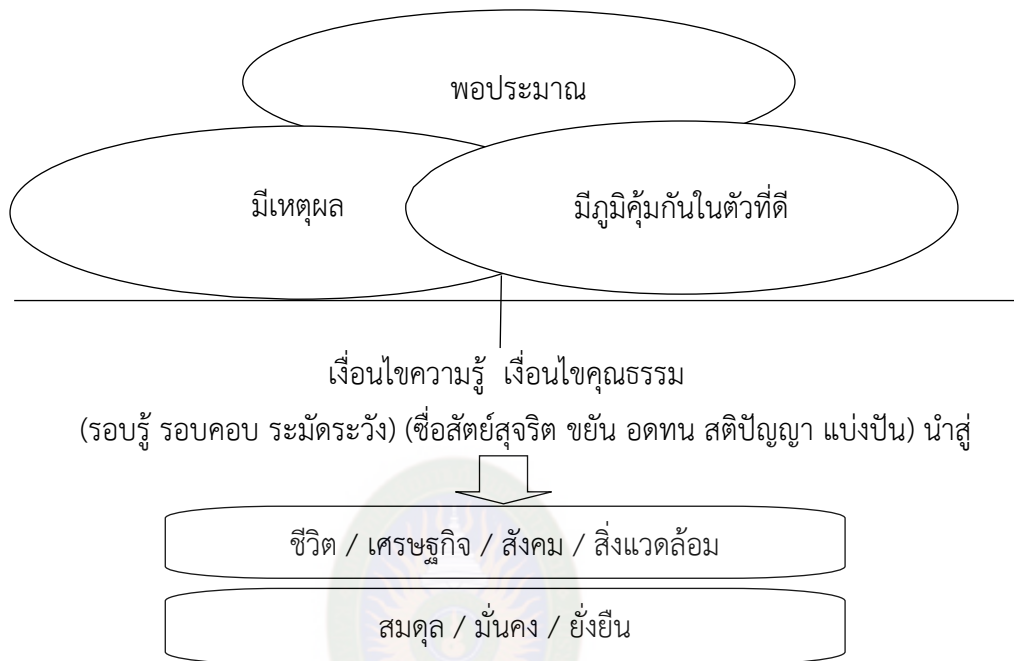 พอประมาณ
มีเหตุผล มีภูมิคุ้มกันในตัวที่ดี
เงื่อนไขความรู้ เงื่อนไขคุณธรรม
(รอบรู้ รอบคอบ ระมัดระวัง) (ซื่อสัตย์สุจริต ขยัน อดทน สติปัญญา แบ่งปัน) นำสู่
ชีวิต / เศรษฐกิจ / สังคม / สิ่งแวดล้อม
สมดุล / มั่นคง / ยั่งยืน